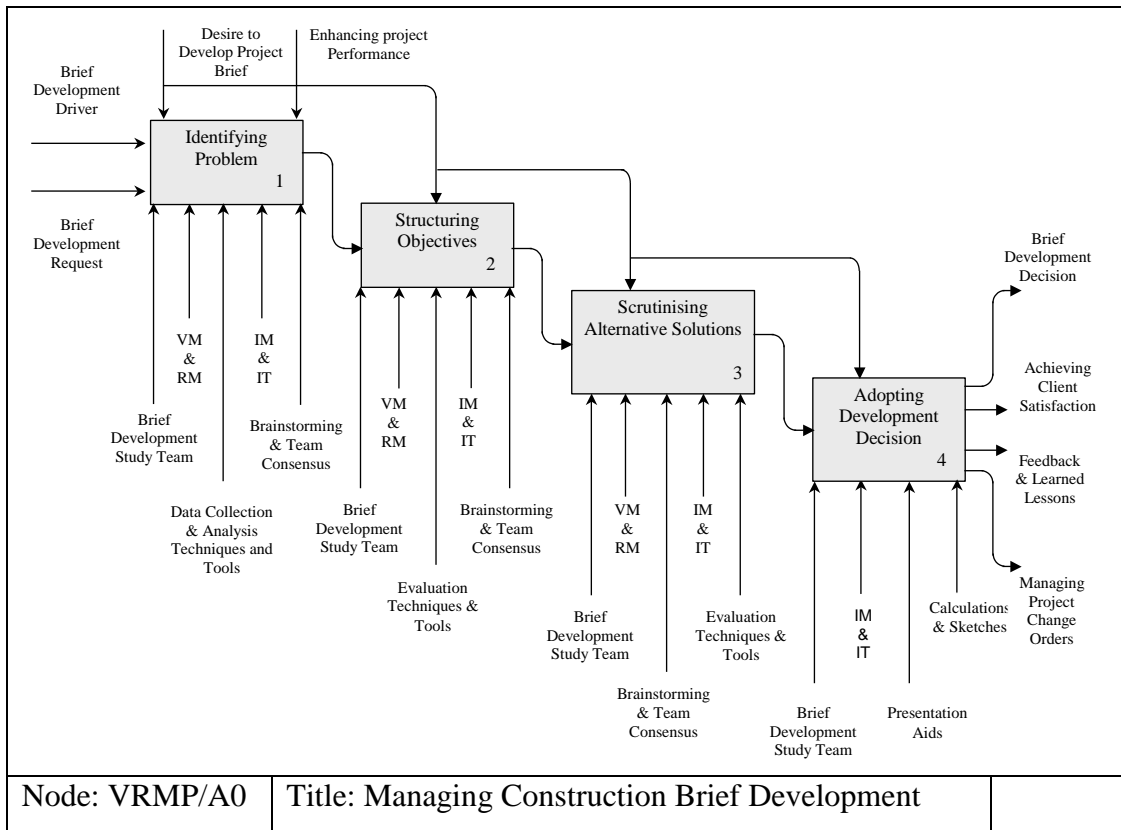 Desire to
Develop Project
Brief
Enhancing project
Performance
Brief
Development
Driver
Identifying
Problem
1
Brief
Development
Request
Structuring
Objectives
2
Brief
Development
Decision
Scrutinising
Alternative Solutions
3
VM
&
RM
IM
&
IT
Achieving
Client
Satisfaction
Adopting
Development
Decision
4
Brief
Development
Study Team
Brainstorming
& Team
Consensus
VM
&
RM
IM
&
IT
Feedback
& Learned
Lessons
Data Collection
& Analysis
Techniques and
Tools
Brief
Development
Study Team
Brainstorming
& Team
Consensus
VM
&
RM
IM
&
IT
Evaluation
Techniques &
Tools
Brief
Development
Study Team
Evaluation
Techniques &
Tools
IM
&
IT
Calculations
& Sketches
Managing
Project
Change
Orders
Brainstorming
& Team
Consensus
Brief
Development
Study Team
Presentation
Aids
Node: VRMP/A0
Title: Managing Construction Brief Development